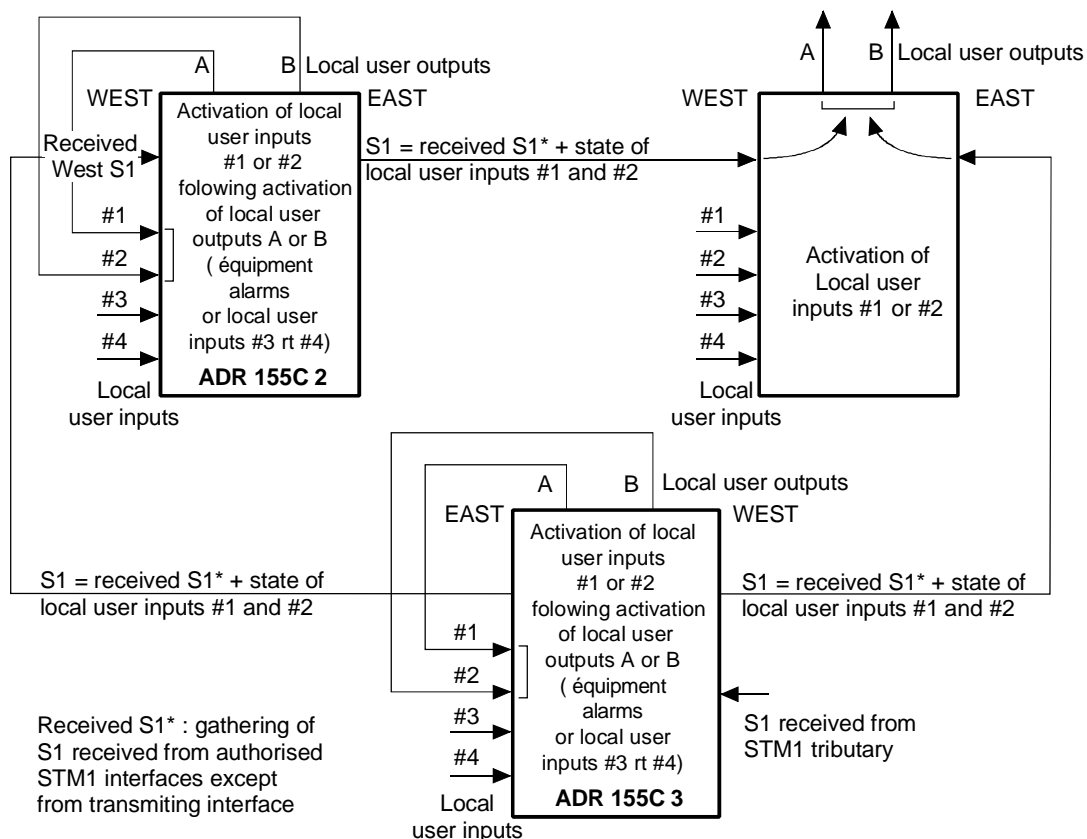 A
B Local user outputs
WEST
EAST
Activation of local
user inputs
#1 or #2
folowing activation
of local user
outputs A or B
( équipment
alarms
or local user
inputs #3 rt #4)
ADR 155C 2
Received
West S1
#1
#2
#3
#4
Local
user inputs
S1 = received S1* + state of
local user inputs #1 and #2
A
B
Local user outputs
WEST
EAST
#1
#2
#3
#4
Activation of
Local user
inputs #1 or #2
Local
user inputs
A
B
Local user outputs
EAST
WEST
S1 = received S1* + state of
local user inputs #1 and #2
Activation of local
user inputs
#1 or #2
folowing activation
of local user
outputs A or B
( équipment
alarms
or local user
inputs #3 rt #4)
ADR 155C 3
S1 = received S1* + state of
local user inputs #1 and #2
#1
#2
#3
#4
Local
user inputs
S1 received from
STM1 tributary
Received S1* : gathering of
S1 received from authorised
STM1 interfaces except
from transmiting interface